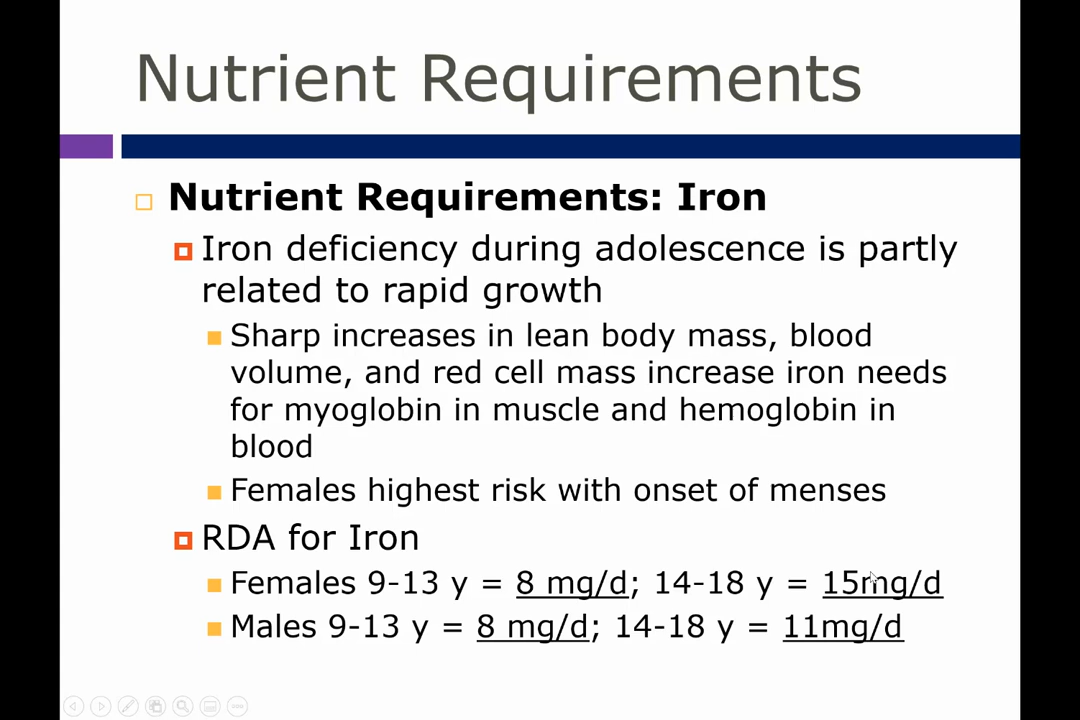 Nutrient Requirements
Nutrient Requirements: Iron
Iron deficiency during adolescence is partly
related to rapid growth
Sharp increases in lean body mass, blood
volume, and red cell mass increase iron needs
for myoglobin in muscle and hemoglobin in
blood
Females highest risk with onset of menses
RDA for Iron
Females 9-13 y = 8 mg/d; 14-18 y = 15mg/d
Males 9-13 y = 8 mg/d; 14-18 y = 11mg/d